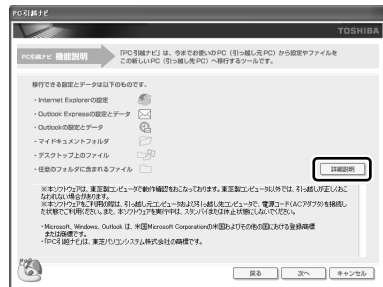 PC引越ナビ
TOSHIBA
PC引越ナビ 機能説明
「PC引越ナビ」は、今までお使いのPC（引っ越し元PC）から設定やファイルを
この新しいPC（引っ越し先PC）へ移行するツールです。
移行できる設定とデータは以下のものです。
・Internet Explorerの設定
・Outlook Expressの設定とデータ
・Outlookの設定とデータ
・マイドキュメントフォルダ
・デスクトップ上のファイル
・任意のフォルダに含まれるファイル
詳細説明
※本ソフトウェアは、東芝製コンピュータで動作確認をおこなっております。東芝製コンピュータ以外では、引っ越しが正しくおこ
なわれない場合があります。
※本ソフトウェアをご利用の際は、引っ越し元コンピュータおよび引っ越し先コンピュータで、電源コード(ACアダプタ)を接続し
た状態でご利用ください。また、本ソフトウェアを実行中は、スタンバイまたは休止状態にしないでください。
・Microsoft, Windows, Outlook は、米国Microsoft Corporationの米国およびその他の国における登録商標
または商標です。
・「PC引越ナビ」は、東芝パソコンシステム株式会社の商標です。
戻る
次へ
キャンセル